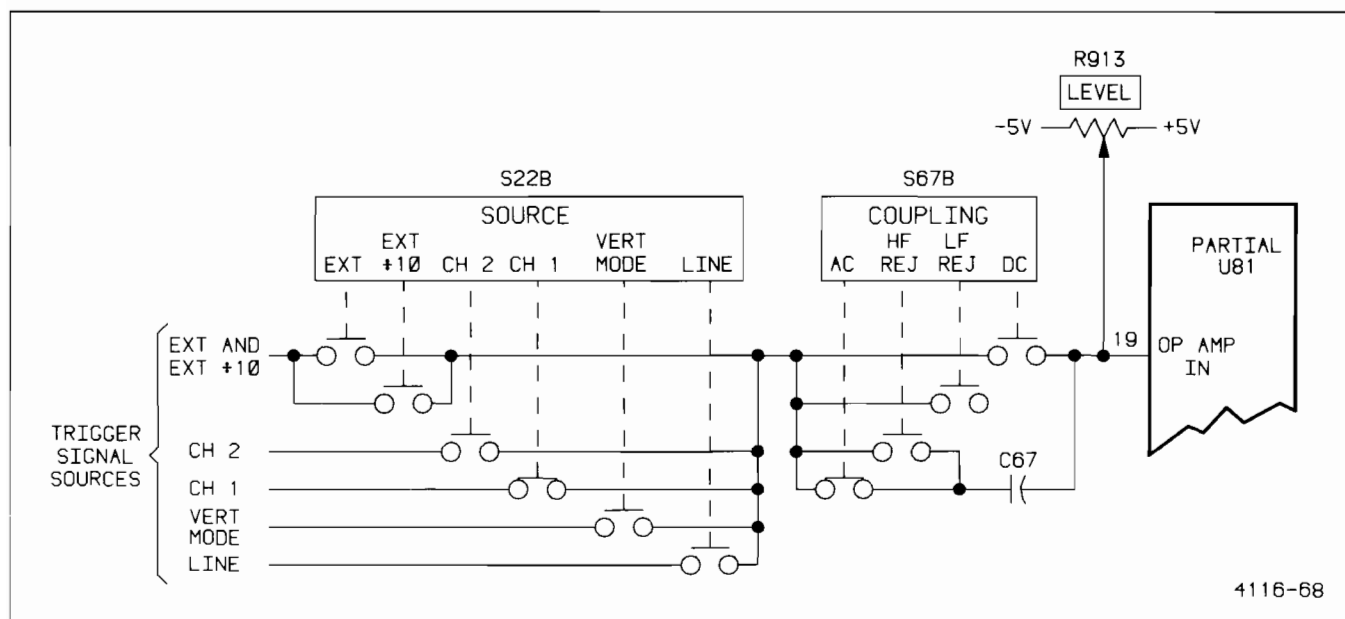 R913
LEVEL
-5V
+5V
S22B
SOURCE
EXT
EXT
+10
CH 2
CH 1
VERT
MODE
LINE
S67B
COUPLING
AC
HF
REJ
LF
REJ
DC
PARTIAL
U81
19
OP AMP
IN
TRIGGER
SIGNAL
SOURCES
EXT AND
EXT +10
CH 2
CH 1
VERT
MODE
LINE
C67
4116-68